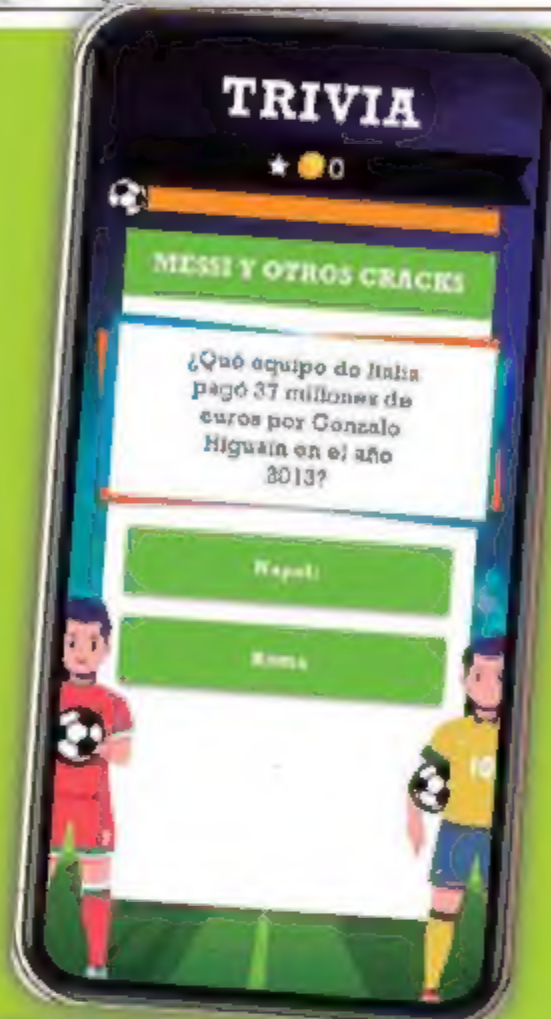 TRIVIA
0
MESSI Y OTROS CRACKS
¿Qué equipo de Italia
pagó 37 millones de
euros por Gonzalo
Higuaín en el año
2013?
Napoli
Roma
10